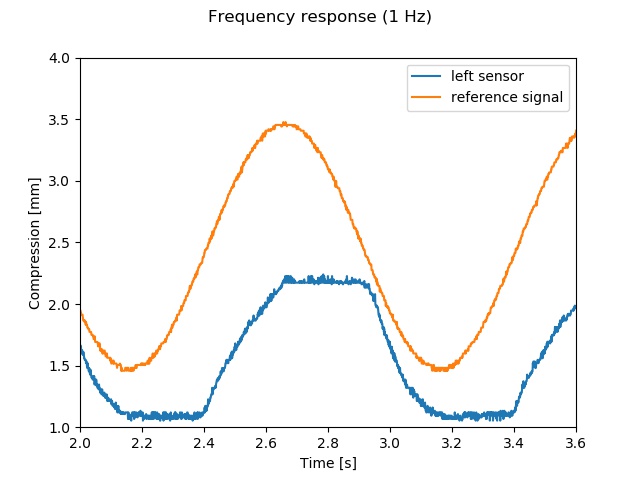 Frequency response (1 Hz)
left sensor
reference signal
Compression [mm]
4.0
3.5
3.0
2.5
2.0
1.5
1.0
2.0 2.2 2.4 2.6 2.8 3.0 3.2 3.4 3.6
Time [s]